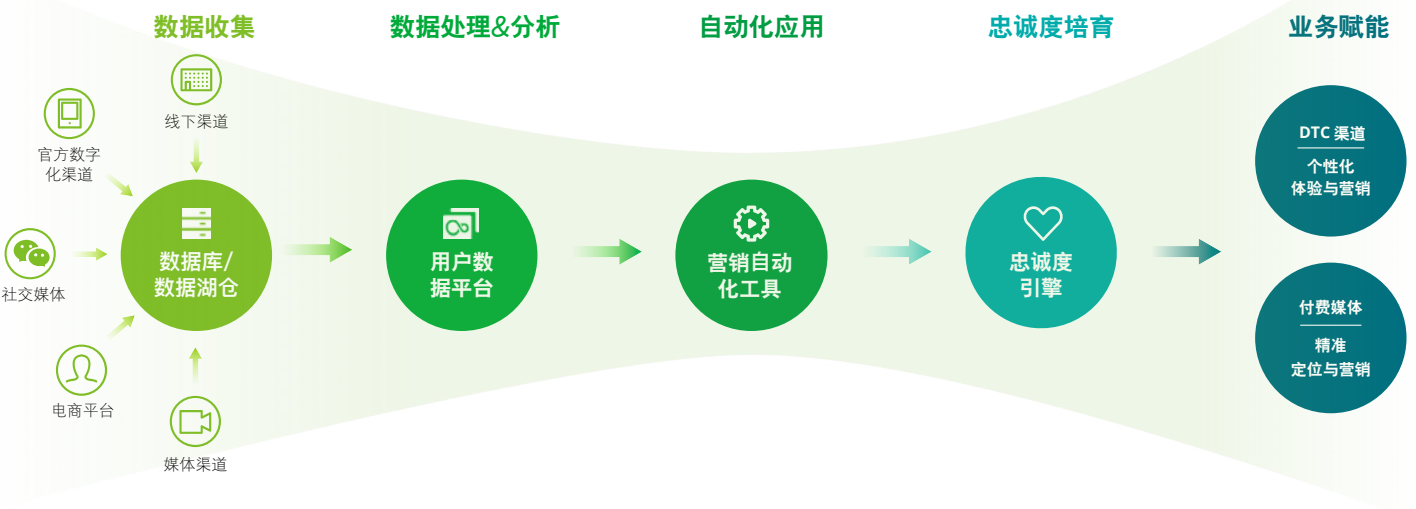 数据收集
数据处理&分析
自动化应用
忠诚度培育
业务赋能
线下渠道
官方数字
化渠道
社交媒体
电商平台
媒体渠道
数据库/
数据湖仓
用户数
据平台
营销自动
化工具
忠诚度
引擎
DTC 渠道
个性化
体验与营销
付费媒体
精准
定位与营销